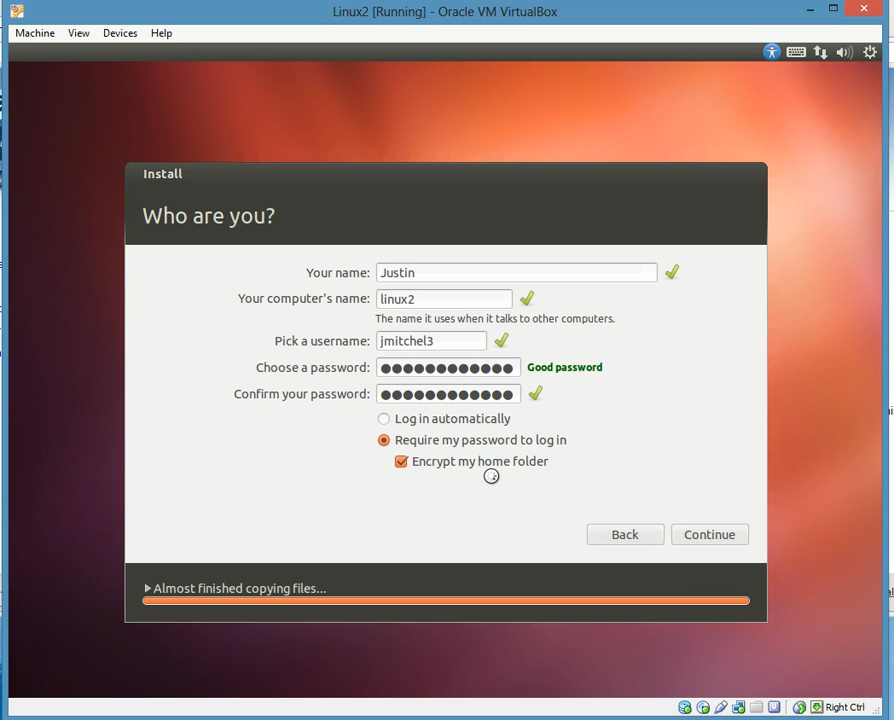 Linux2 [Running] - Oracle VM VirtualBox
Machine View Devices Help
Install
Who are you?
Your name: Justin
Your computer's name: linux2
The name it uses when it talks to other computers.
Pick a username: jmitchel3
Choose a password: ●●●●●●●●●●●● Good password
Confirm your password: ●●●●●●●●●●●●
Log in automatically
Require my password to log in
Encrypt my home folder
Back Continue
Almost finished copying files...
Right Ctrl